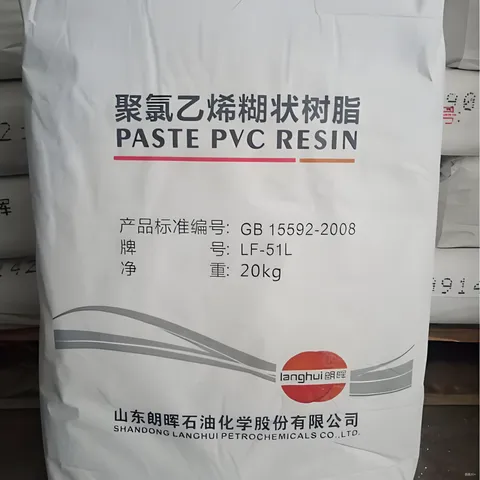 聚氯乙烯糊状树脂
PASTE PVC RESIN
产品标准编号: GB 15592-2008
牌 号: LF-51L
净 重: 20kg
langhui 朗晖
山东朗晖石油化学股份有限公司
SHANDONG LANGHUI PETROCHEMICALS CO.,LTD.
晖
0914